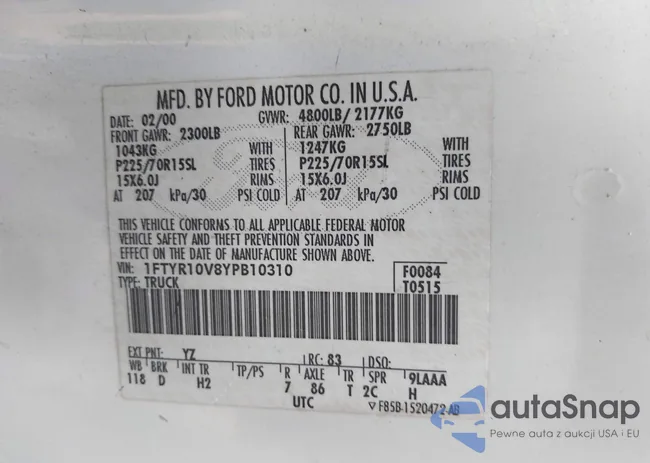 MFD. BY FORD MOTOR CO. IN U.S.A.
DATE: 02/00 GVWR: 4800LB/ 2177KG
FRONT GAWR: 2300LB REAR GAWR: 2750LB
1043KG WITH 1247KG WITH
P225/70R15SL TIRES P225/70R15SL TIRES
15X6.0J RIMS 15X6.0J RIMS
AT 207 kPa/30 PSI COLD AT 207 kPa/30 PSI COLD
THIS VEHICLE CONFORMS TO ALL APPLICABLE FEDERAL MOTOR
VEHICLE SAFETY AND THEFT PREVENTION STANDARDS IN
EFFECT ON THE DATE OF MANUFACTURE SHOWN ABOVE.
VIN: 1FTYR10V8YPB10310 F0084
TYPE: TRUCK T0515
EXT PNT: YZ RC: 83 DSO:
WB BRK INT TR TP/PS R AXLE TR SPR 9LAAA
118 D H2 7 86 T 2C H
UTC F85B-1520472-AB
autaSnap
Pewne auta z aukcji USA i EU